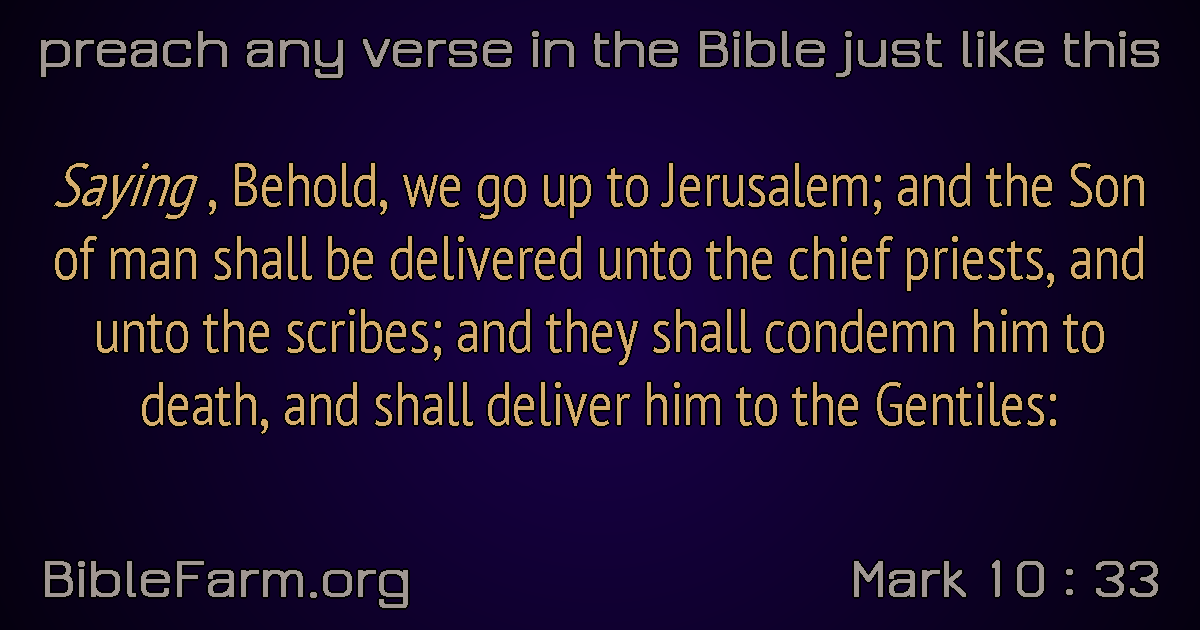 preach any verse in the Bible just like this
Saying , Behold, we go up to Jerusalem; and the Son
of man shall be delivered unto the chief priests, and
unto the scribes; and they shall condemn him to
death, and shall deliver him to the Gentiles:
BibleFarm.org
Mark 10 : 33